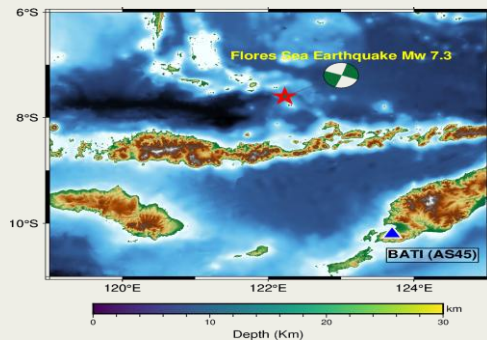 6°S
Flores Sea Earthquake Mw 7.3
8°S
10°S
BATI (AS45)
120°E
122°E
124°E
km
0
10
20
30
Depth (Km)